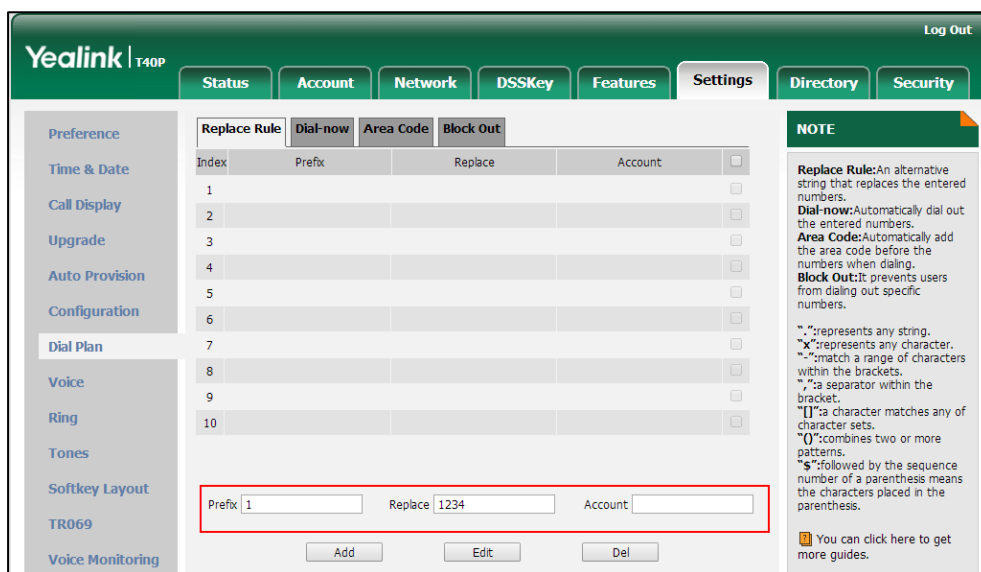 Log Out
Yealink T40P
Status Account Network DSSKey Features Settings Directory Security
Preference
Time & Date
Call Display
Upgrade
Auto Provision
Configuration
Dial Plan
Voice
Ring
Tones
Softkey Layout
TR069
Voice Monitoring
Replace Rule Dial-now Area Code Block Out
Index Prefix Replace Account
1
2
3
4
5
6
7
8
9
10
Prefix 1 Replace 1234 Account
Add Edit Del
NOTE
Replace Rule:An alternative
string that replaces the entered
numbers.
Dial-now:Automatically dial out
the entered numbers.
Area Code:Automatically add
the area code before the
numbers when dialing.
Block Out:It prevents users
from dialing out specific
numbers.
".":represents any string.
"x":represents any character.
"-":match a range of characters
within the brackets.
",":a separator within the
bracket.
"[]":a character matches any of
character sets.
"()":combines two or more
patterns.
"$":followed by the sequence
number of a parenthesis means
the characters placed in the
parenthesis.
? You can click here to get
more guides.